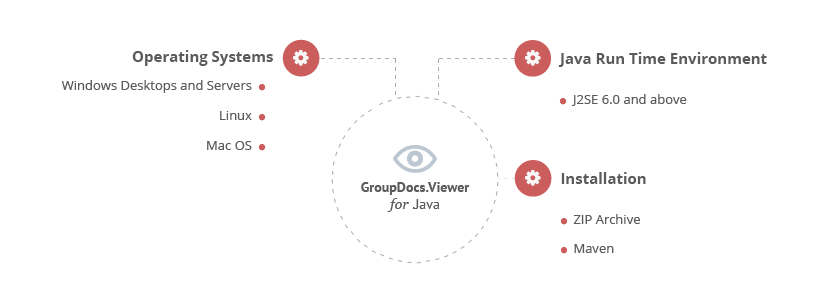 Operating Systems
Windows Desktops and Servers
Linux
Mac OS
GroupDocs.Viewer
for Java
Java Run Time Environment
J2SE 6.0 and above
Installation
ZIP Archive
Maven